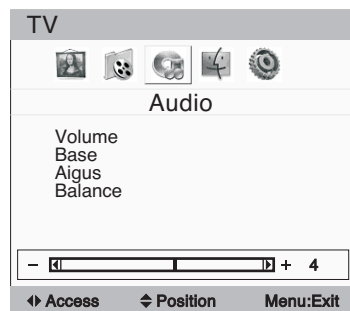 TV
Audio
Volume
Base
Aigus
Balance
- + 4
Access Position Menu:Exit